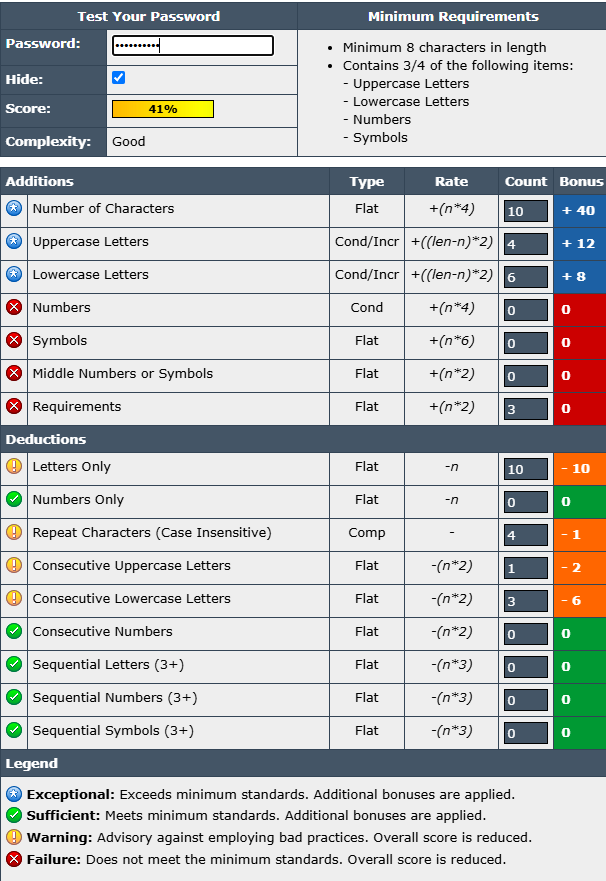 Test Your Password Minimum Requirements
Password: ••••••••••
• Minimum 8 characters in length
• Contains 3/4 of the following items:
- Uppercase Letters
- Lowercase Letters
- Numbers
- Symbols
Hide:
Score: 41%
Complexity: Good
Additions Type Rate Count Bonus
Number of Characters Flat +(n*4) 10 + 40
Uppercase Letters Cond/Incr +((len-n)*2) 4 + 12
Lowercase Letters Cond/Incr +((len-n)*2) 6 + 8
Numbers Cond +(n*4) 0 0
Symbols Flat +(n*6) 0 0
Middle Numbers or Symbols Flat +(n*2) 0 0
Requirements Flat +(n*2) 3 0
Deductions
Letters Only Flat -n 10 - 10
Numbers Only Flat -n 0 0
Repeat Characters (Case Insensitive) Comp - 4 - 1
Consecutive Uppercase Letters Flat -(n*2) 1 - 2
Consecutive Lowercase Letters Flat -(n*2) 3 - 6
Consecutive Numbers Flat -(n*2) 0 0
Sequential Letters (3+) Flat -(n*3) 0 0
Sequential Numbers (3+) Flat -(n*3) 0 0
Sequential Symbols (3+) Flat -(n*3) 0 0
Legend
Exceptional: Exceeds minimum standards. Additional bonuses are applied.
Sufficient: Meets minimum standards. Additional bonuses are applied.
Warning: Advisory against employing bad practices. Overall score is reduced.
Failure: Does not meet the minimum standards. Overall score is reduced.